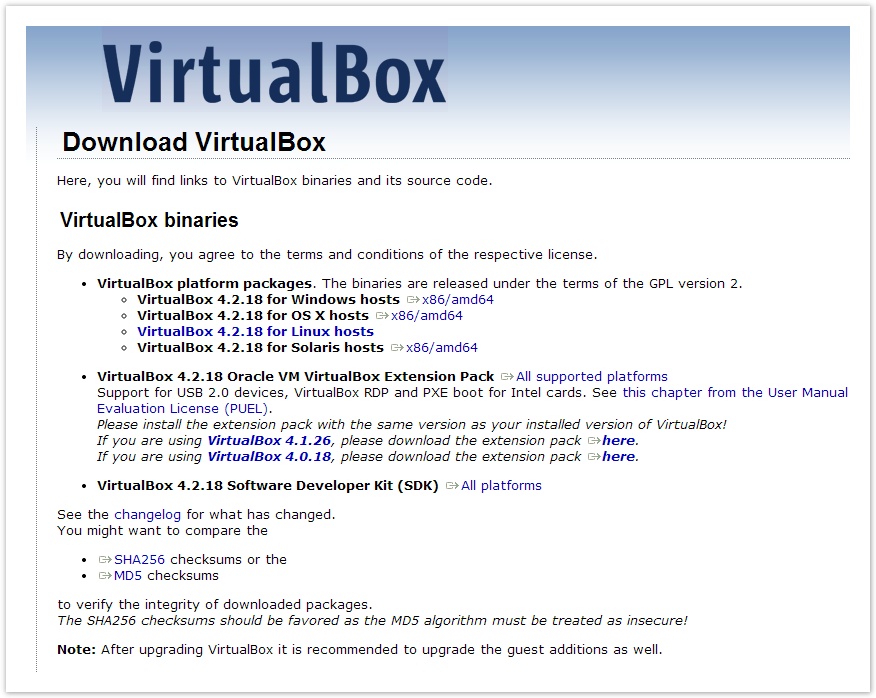 VirtualBox
Download VirtualBox
Here, you will find links to VirtualBox binaries and its source code.
VirtualBox binaries
By downloading, you agree to the terms and conditions of the respective license.
VirtualBox platform packages. The binaries are released under the terms of the GPL version 2.
VirtualBox 4.2.18 for Windows hosts x86/amd64
VirtualBox 4.2.18 for OS X hosts x86/amd64
VirtualBox 4.2.18 for Linux hosts
VirtualBox 4.2.18 for Solaris hosts x86/amd64
VirtualBox 4.2.18 Oracle VM VirtualBox Extension Pack All supported platforms
Support for USB 2.0 devices, VirtualBox RDP and PXE boot for Intel cards. See this chapter from the User Manual
Evaluation License (PUEL).
Please install the extension pack with the same version as your installed version of VirtualBox!
If you are using VirtualBox 4.1.26, please download the extension pack here.
If you are using VirtualBox 4.0.18, please download the extension pack here.
VirtualBox 4.2.18 Software Developer Kit (SDK) All platforms
See the changelog for what has changed.
You might want to compare the
SHA256 checksums or the
MD5 checksums
to verify the integrity of downloaded packages.
The SHA256 checksums should be favored as the MD5 algorithm must be treated as insecure!
Note: After upgrading VirtualBox it is recommended to upgrade the guest additions as well.